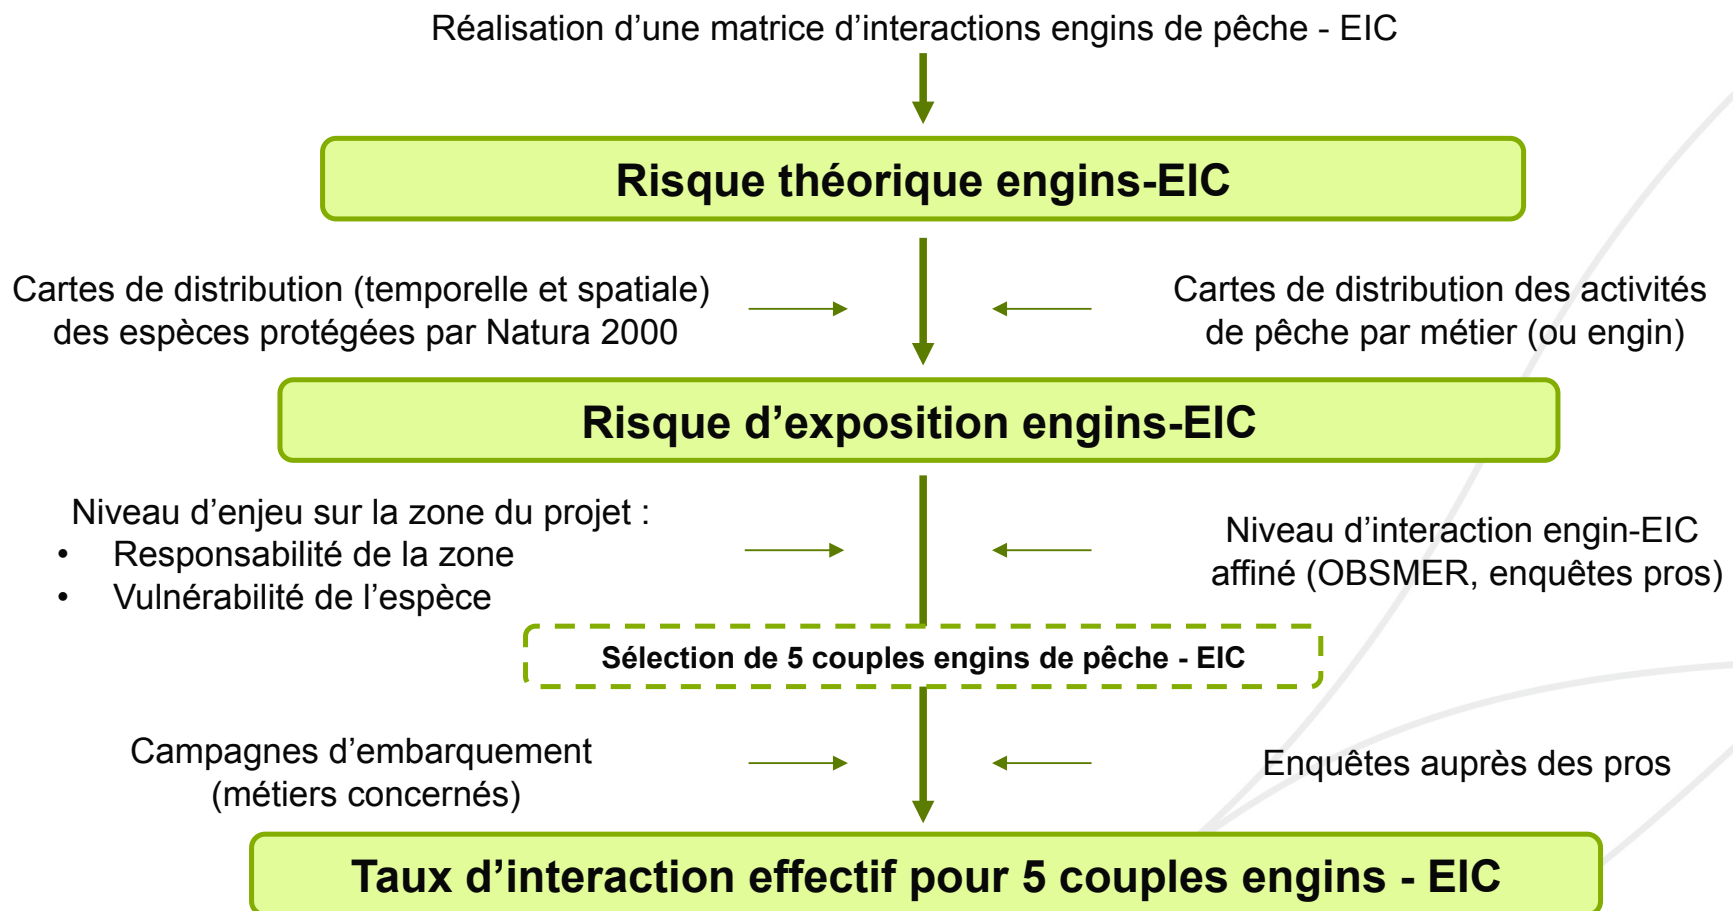 Réalisation d’une matrice d’interactions engins de pêche - EIC
Risque théorique engins-EIC
Cartes de distribution (temporelle et spatiale)
des espèces protégées par Natura 2000
Cartes de distribution des activités
de pêche par métier (ou engin)
Risque d’exposition engins-EIC
Niveau d’enjeu sur la zone du projet :
• Responsabilité de la zone
• Vulnérabilité de l’espèce
Niveau d’interaction engin-EIC
affiné (OBSMER, enquêtes pros)
Sélection de 5 couples engins de pêche - EIC
Campagnes d’embarquement
(métiers concernés)
Enquêtes auprès des pros
Taux d’interaction effectif pour 5 couples engins - EIC